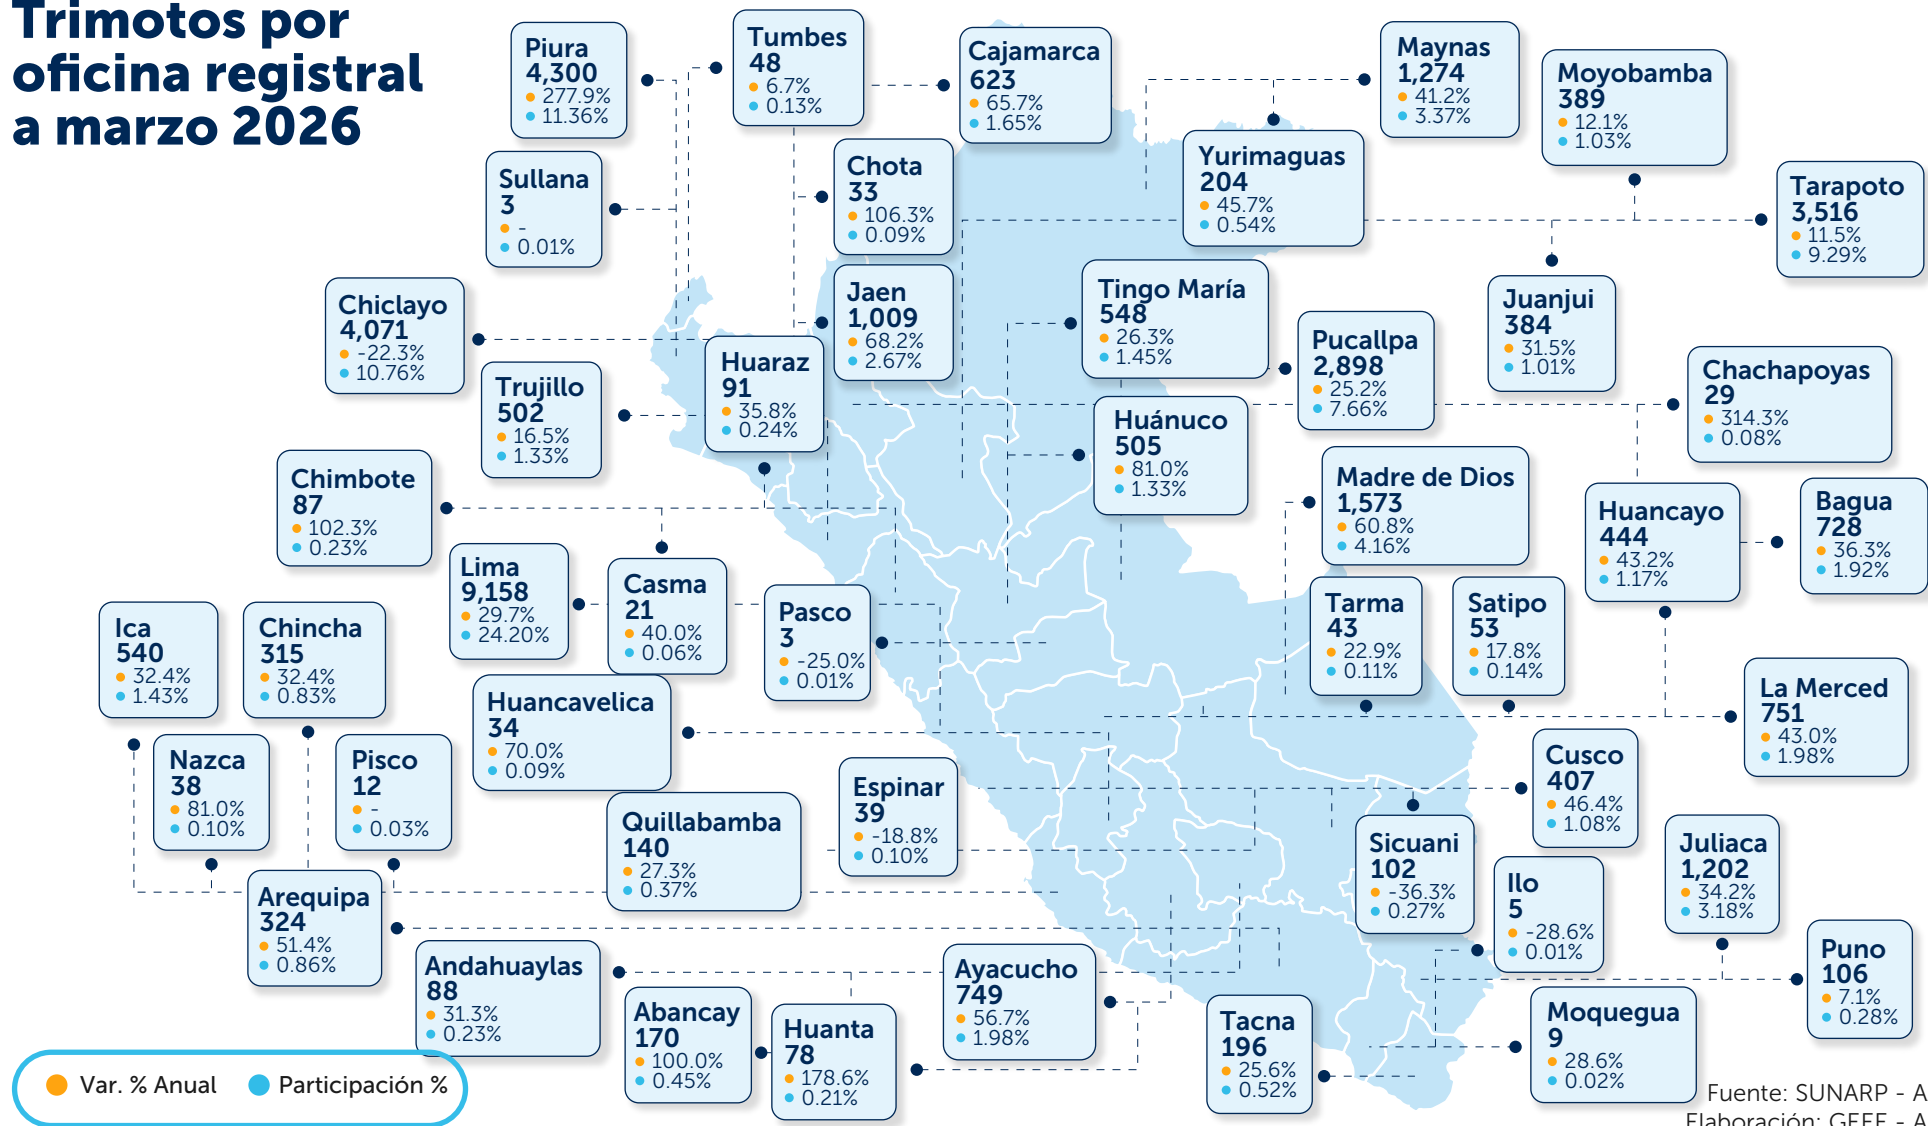 Trimotos por
oficina registral
a marzo 2026
Piura
4,300
277.9%
11.36%
Tumbes
48
6.7%
0.13%
Cajamarca
623
65.7%
1.65%
Maynas
1,274
41.2%
3.37%
Moyobamba
389
12.1%
1.03%
Sullana
3
-
0.01%
Chota
33
106.3%
0.09%
Yurimaguas
204
45.7%
0.54%
Tarapoto
3,516
11.5%
9.29%
Chiclayo
4,071
-22.3%
10.76%
Jaen
1,009
68.2%
2.67%
Tingo María
548
26.3%
1.45%
Juanjui
384
31.5%
1.01%
Trujillo
502
16.5%
1.33%
Huaraz
91
35.8%
0.24%
Pucallpa
2,898
25.2%
7.66%
Chachapoyas
29
314.3%
0.08%
Huánuco
505
81.0%
1.33%
Chimbote
87
102.3%
0.23%
Madre de Dios
1,573
60.8%
4.16%
Huancayo
444
43.2%
1.17%
Bagua
728
36.3%
1.92%
Lima
9,158
29.7%
24.20%
Casma
21
40.0%
0.06%
Pasco
3
-25.0%
0.01%
Tarma
43
22.9%
0.11%
Satipo
53
17.8%
0.14%
Ica
540
32.4%
1.43%
Chincha
315
32.4%
0.83%
Huancavelica
34
70.0%
0.09%
La Merced
751
43.0%
1.98%
Nazca
38
81.0%
0.10%
Pisco
12
-
0.03%
Espinar
39
-18.8%
0.10%
Cusco
407
46.4%
1.08%
Quillabamba
140
27.3%
0.37%
Sicuani
102
-36.3%
0.27%
Juliaca
1,202
34.2%
3.18%
Arequipa
324
51.4%
0.86%
Ilo
5
-28.6%
0.01%
Andahuaylas
88
31.3%
0.23%
Ayacucho
749
56.7%
1.98%
Puno
106
7.1%
0.28%
Abancay
170
100.0%
0.45%
Huanta
78
178.6%
0.21%
Tacna
196
25.6%
0.52%
Moquegua
9
28.6%
0.02%
Var. % Anual
Participación %
Fuente: SUNARP - A
Elaboración: GEEE - A